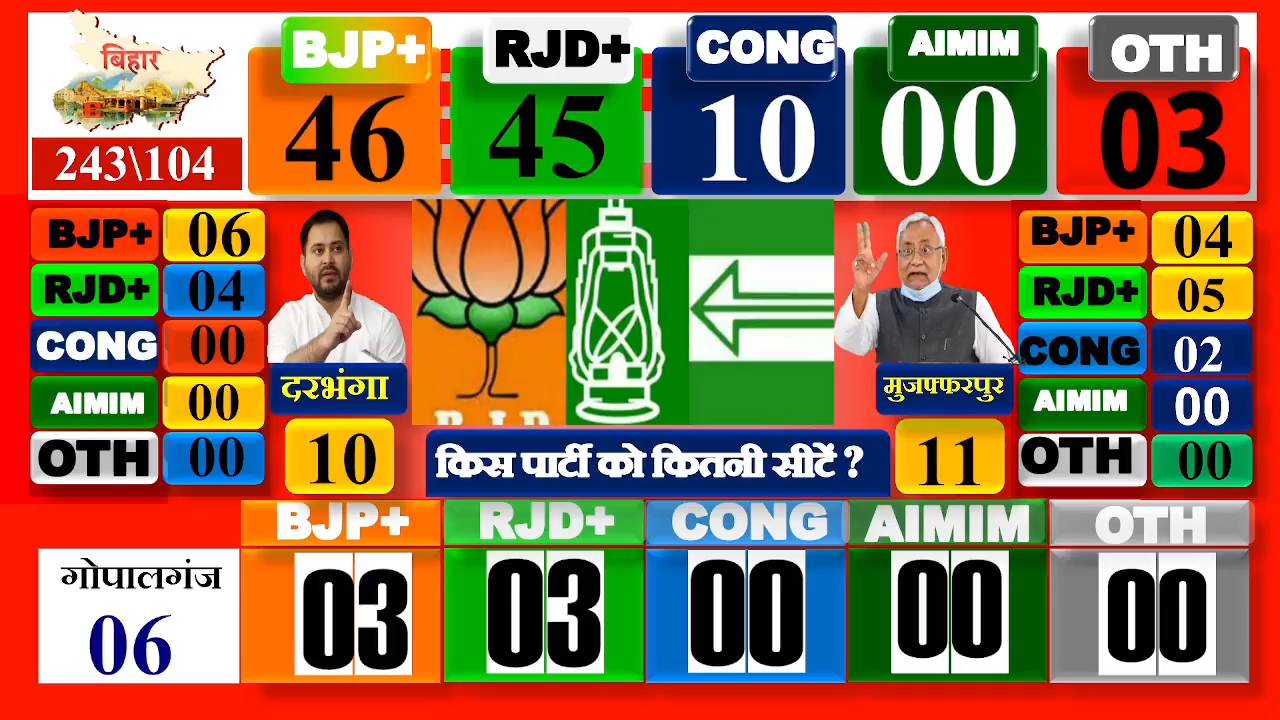 बिहार
243\104
BJP+
46
RJD+
45
CONG
10
AIMIM
00
OTH
03
BJP+ 06
RJD+ 04
CONG 00
AIMIM 00
OTH 00
दरभंगा
10
किस पार्टी को कितनी सीटें ?
मुजफ्फरपुर
11
BJP+ 04
RJD+ 05
CONG 02
AIMIM 00
OTH 00
गोपालगंज
06
BJP+
03
RJD+
03
CONG
00
AIMIM
00
OTH
00